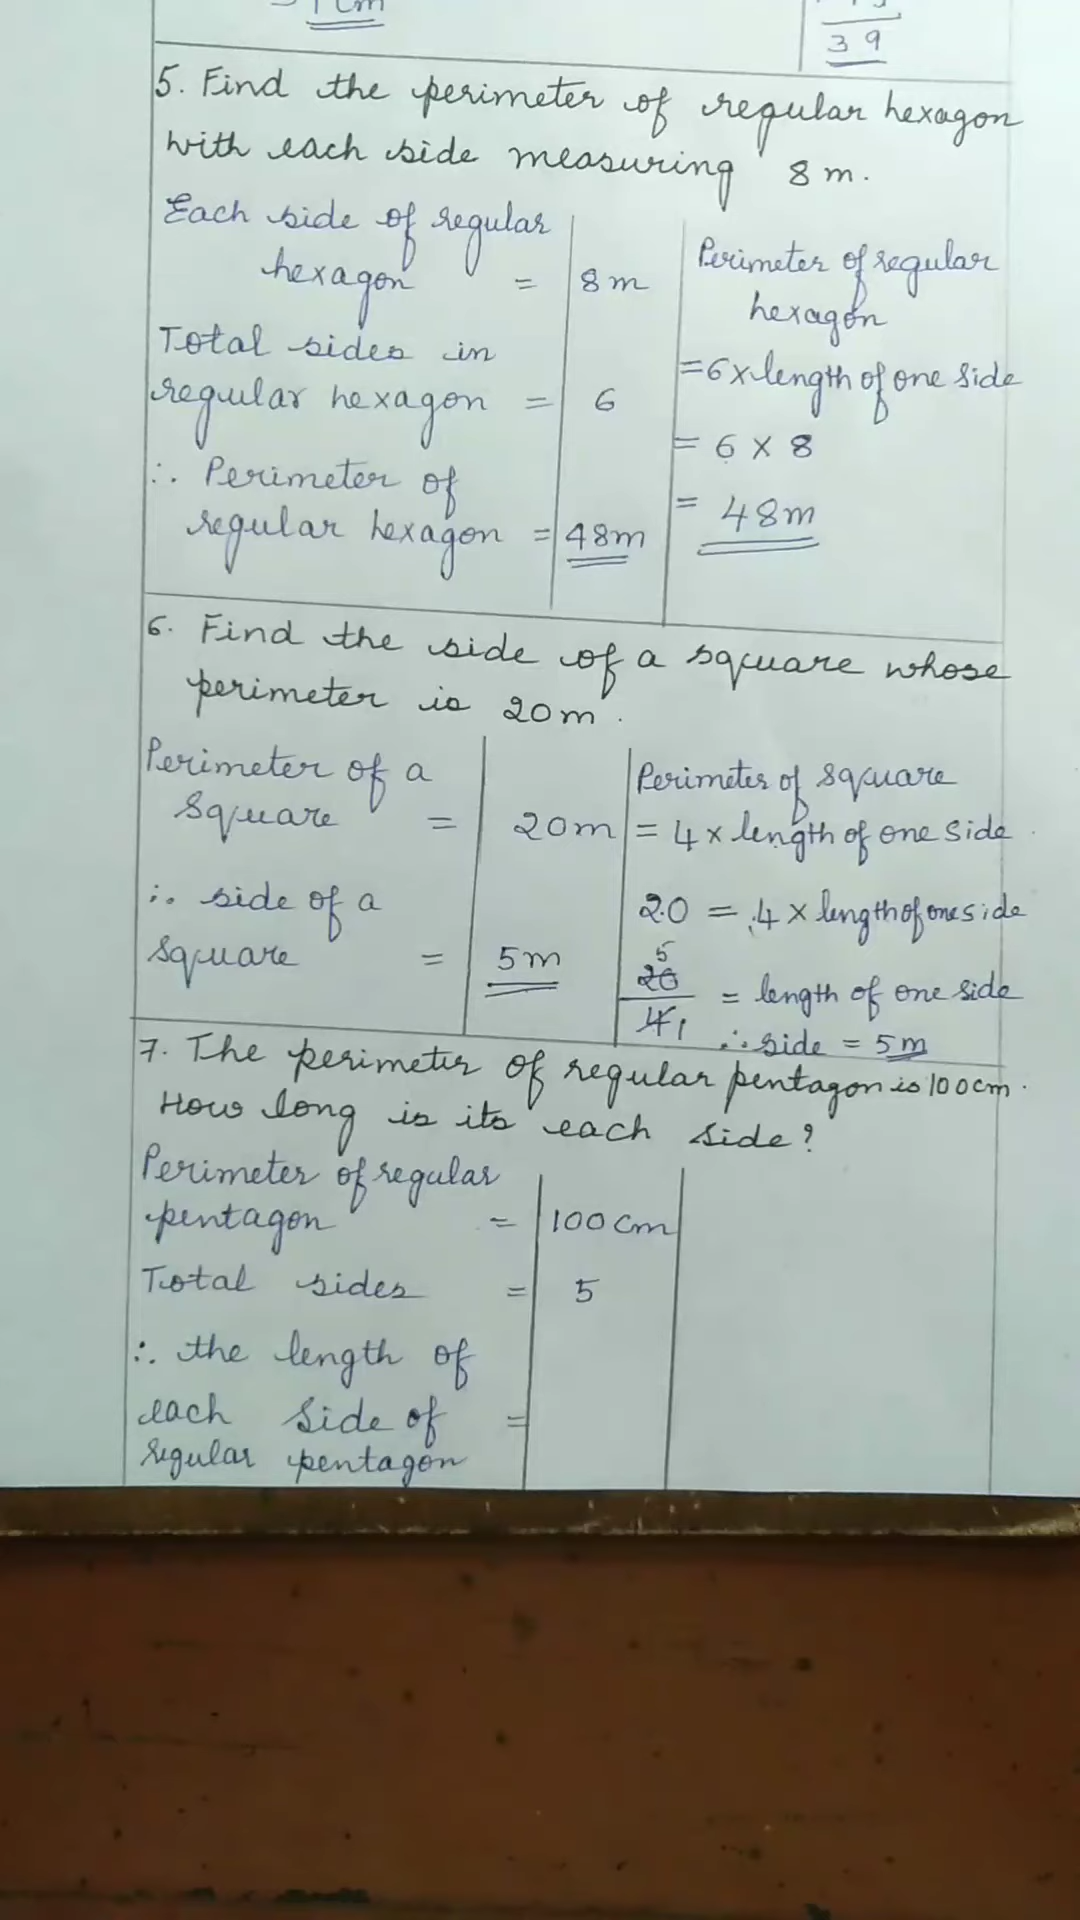 1 cm
39
5. Find the perimeter of regular hexagon
with each side measuring 8 m.
Each side of regular
hexagon = 8 m
Total sides in
regular hexagon = 6
∴ Perimeter of
regular hexagon = 48m
Perimeter of regular
hexagon
= 6 x length of one side
= 6 x 8
= 48m
6. Find the side of a square whose
perimeter is 20m.
Perimeter of a
square = 20m
∴ side of a
square = 5m
Perimeter of square
= 4 x length of one side
20 = 4 x length of one side
5
20
/4 1 = length of one side
∴ side = 5m
7. The perimeter of regular pentagon is 100cm.
How long is its each side?
Perimeter of regular
pentagon = 100cm
Total sides = 5
∴ the length of
each side of =
regular pentagon